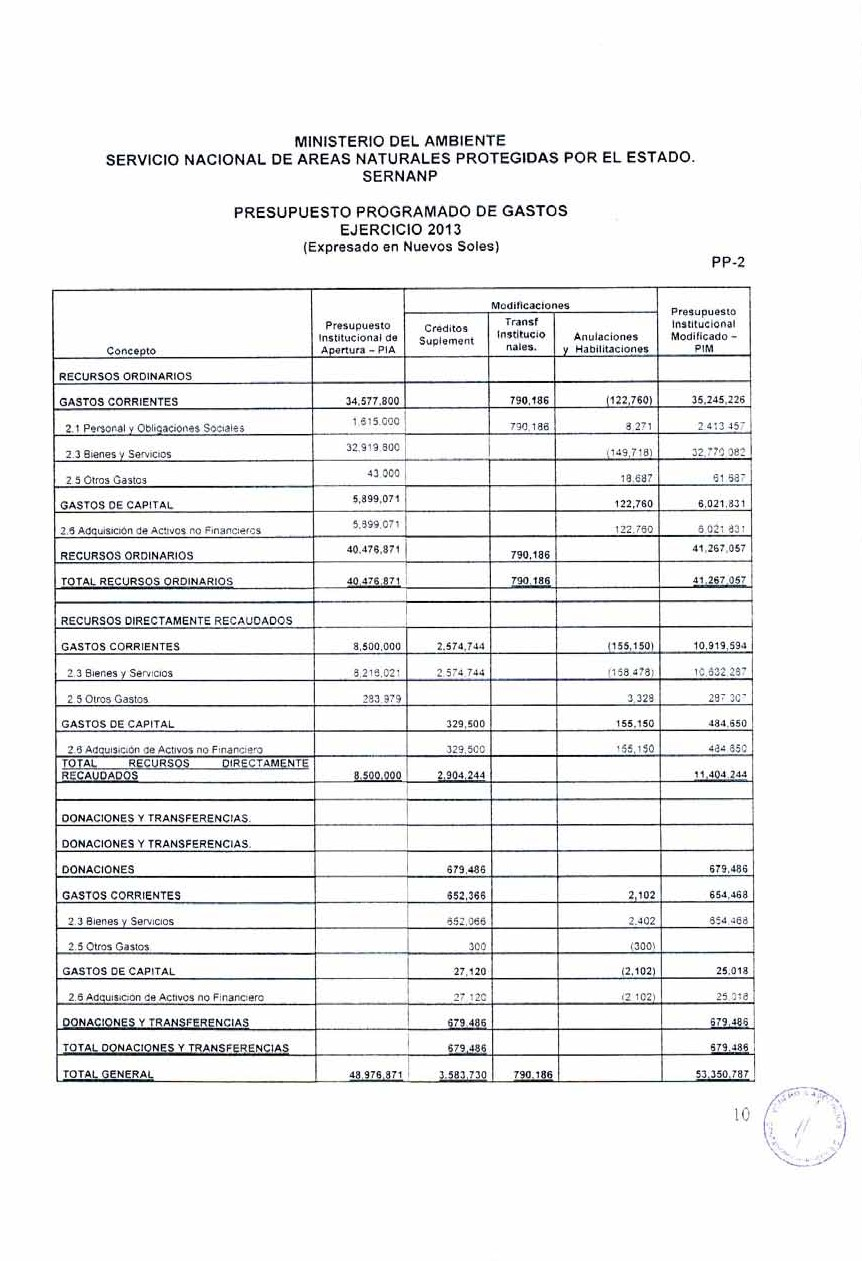 MINISTERIO DEL AMBIENTE
SERVICIO NACIONAL DE AREAS NATURALES PROTEGIDAS POR EL ESTADO.
SERNANP
PRESUPUESTO PROGRAMADO DE GASTOS
EJERCICIO 2013
(Expresado en Nuevos Soles)
PP-2
Concepto
Presupuesto Institucional de Apertura – PIA
Modificaciones
Creditos Suplement
Transf Institucio nales.
Anulaciones y Habilitaciones
Presupuesto Institucional Modificado – PIM
RECURSOS ORDINARIOS
GASTOS CORRIENTES 34,577,800 790,186 (122,760) 35,245,226
2.1 Personal y Obligaciones Sociales 1,615,000 790,186 8,271 2,413,457
2.3 Bienes y Servicios 32,919,800 (149,718) 32,770,082
2.5 Otros Gastos 43,000 18,687 61,687
GASTOS DE CAPITAL 5,899,071 122,760 6,021,831
2.6 Adquisición de Activos no Financieros 5,899,071 122,760 6,021,831
RECURSOS ORDINARIOS 40,476,871 790,186 41,267,057
TOTAL RECURSOS ORDINARIOS 40,476,871 790,186 41,267,057
RECURSOS DIRECTAMENTE RECAUDADOS
GASTOS CORRIENTES 8,500,000 2,574,744 (155,150) 10,919,594
2.3 Bienes y Servicios 8,216,021 2,574,744 (158,478) 10,632,287
2.5 Otros Gastos 283,979 3,328 287,307
GASTOS DE CAPITAL 329,500 155,150 484,650
2.6 Adquisición de Activos no Financiero 329,500 155,150 484,650
TOTAL RECURSOS DIRECTAMENTE
RECAUDADOS 8,500,000 2,904,244 11,404,244
DONACIONES Y TRANSFERENCIAS.
DONACIONES Y TRANSFERENCIAS.
DONACIONES 679,486 679,486
GASTOS CORRIENTES 652,366 2,102 654,468
2.3 Bienes y Servicios 652,066 2,402 654,468
2.5 Otros Gastos 300 (300)
GASTOS DE CAPITAL 27,120 (2,102) 25,018
2.6 Adquisición de Activos no Financiero 27,120 (2,102) 25,018
DONACIONES Y TRANSFERENCIAS 679,486 679,486
TOTAL DONACIONES Y TRANSFERENCIAS 679,486 679,486
TOTAL GENERAL 48,976,871 3,583,730 790,186 53,350,787
10